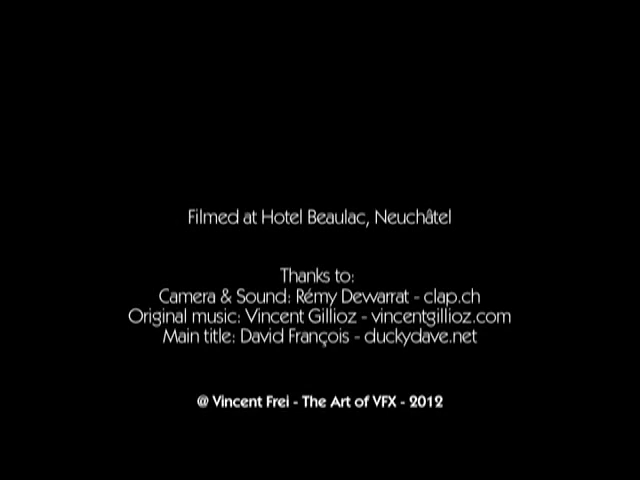 Filmed at Hotel Beaulac, Neuchâtel
Thanks to:
Camera & Sound: Rémy Dewarrat - clap.ch
Original music: Vincent Gillioz - vincentgillioz.com
Main title: David François - duckydave.net
@ Vincent Frei - The Art of VFX - 2012